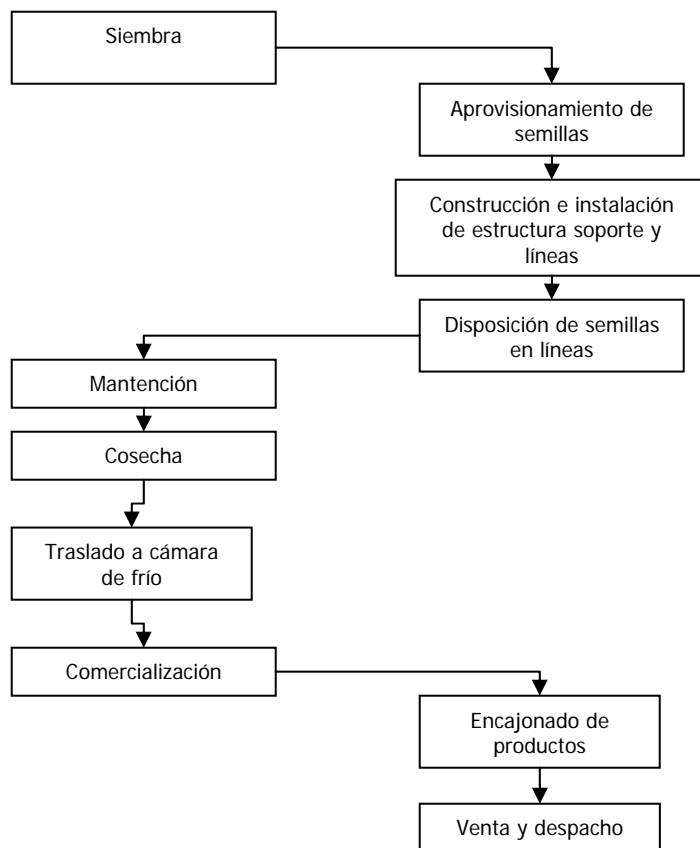 Siembra
Aprovisionamiento de
semillas
Construcción e instalación
de estructura soporte y
líneas
Disposición de semillas
en líneas
Mantención
Cosecha
Traslado a cámara
de frío
Comercialización
Encajonado de
productos
Venta y despacho